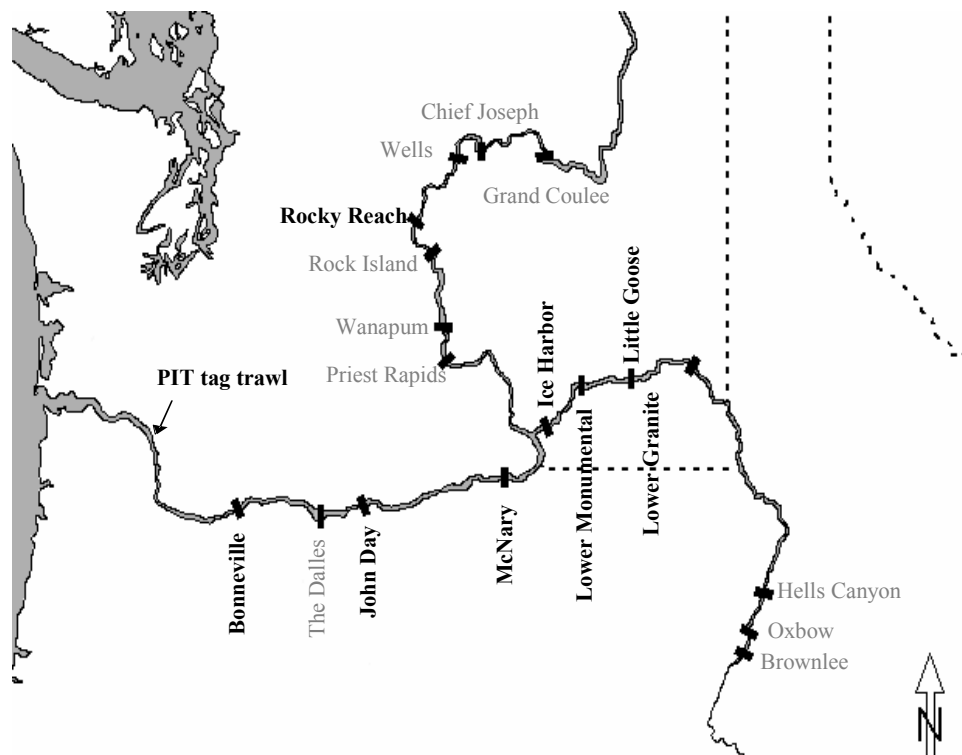 Chief Joseph
Wells
Grand Coulee
Rocky Reach
Rock Island
Wanapum
Priest Rapids
PIT tag trawl
Ice Harbor
Little Goose
Lower Monumental
Lower Granite
McNary
John Day
The Dalles
Bonneville
Hells Canyon
Oxbow
Brownlee
N